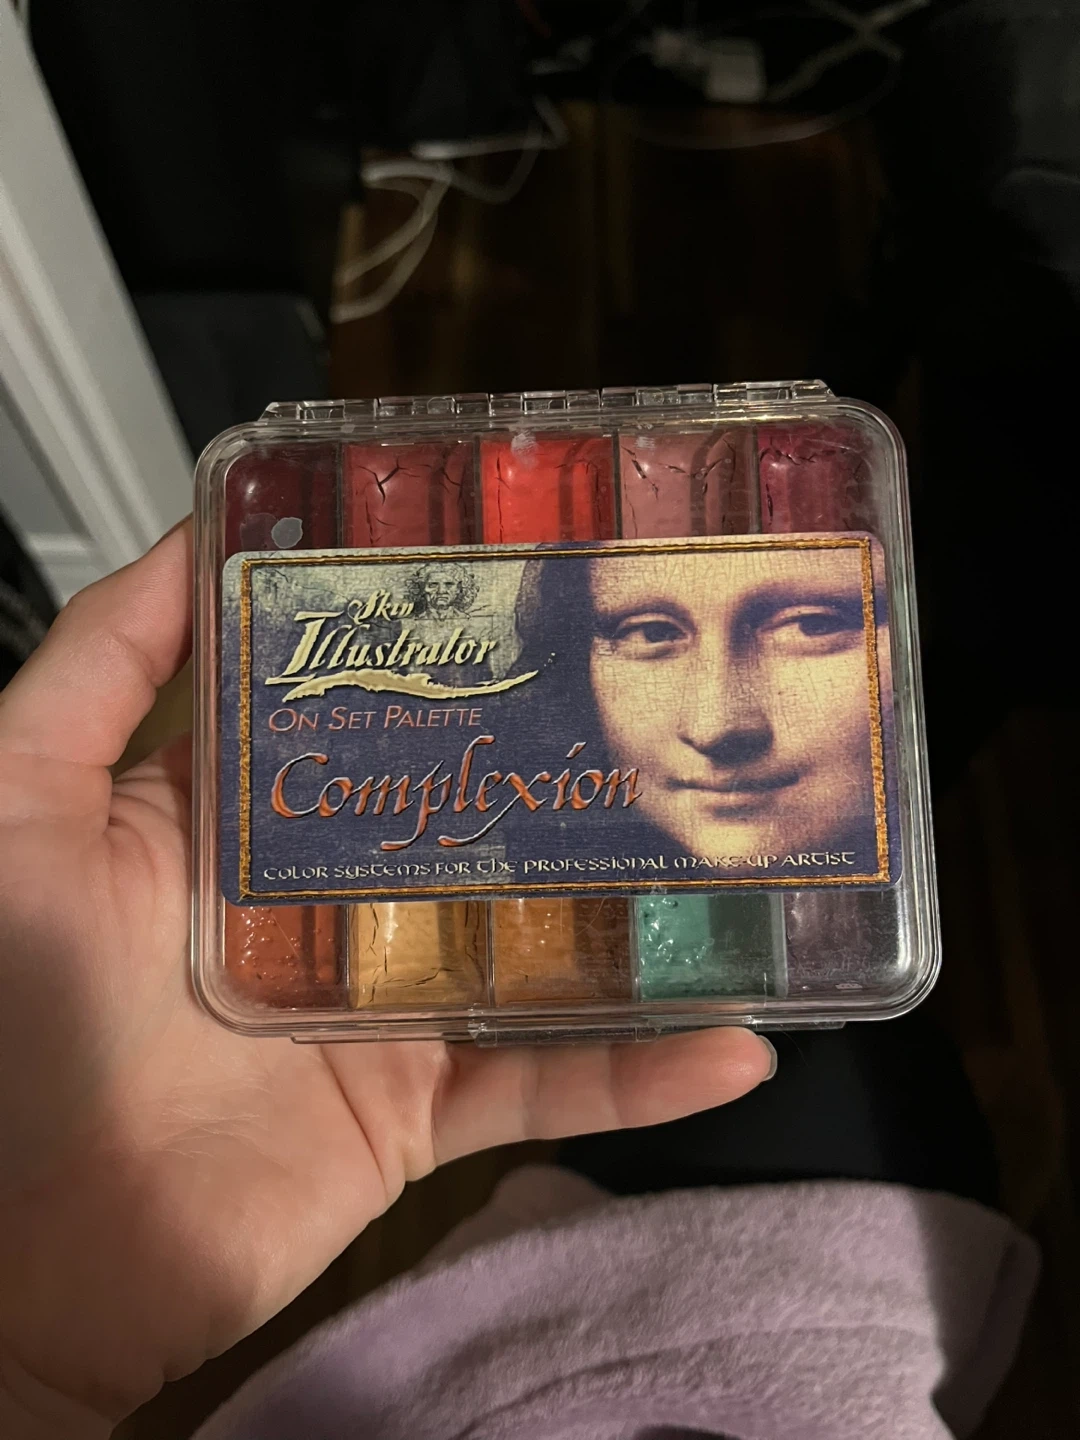 Skin
Illustrator
ON SET PALETTE
Complexion
COLOR SYSTEMS FOR THE PROFESSIONAL MAKE-UP ARTIST